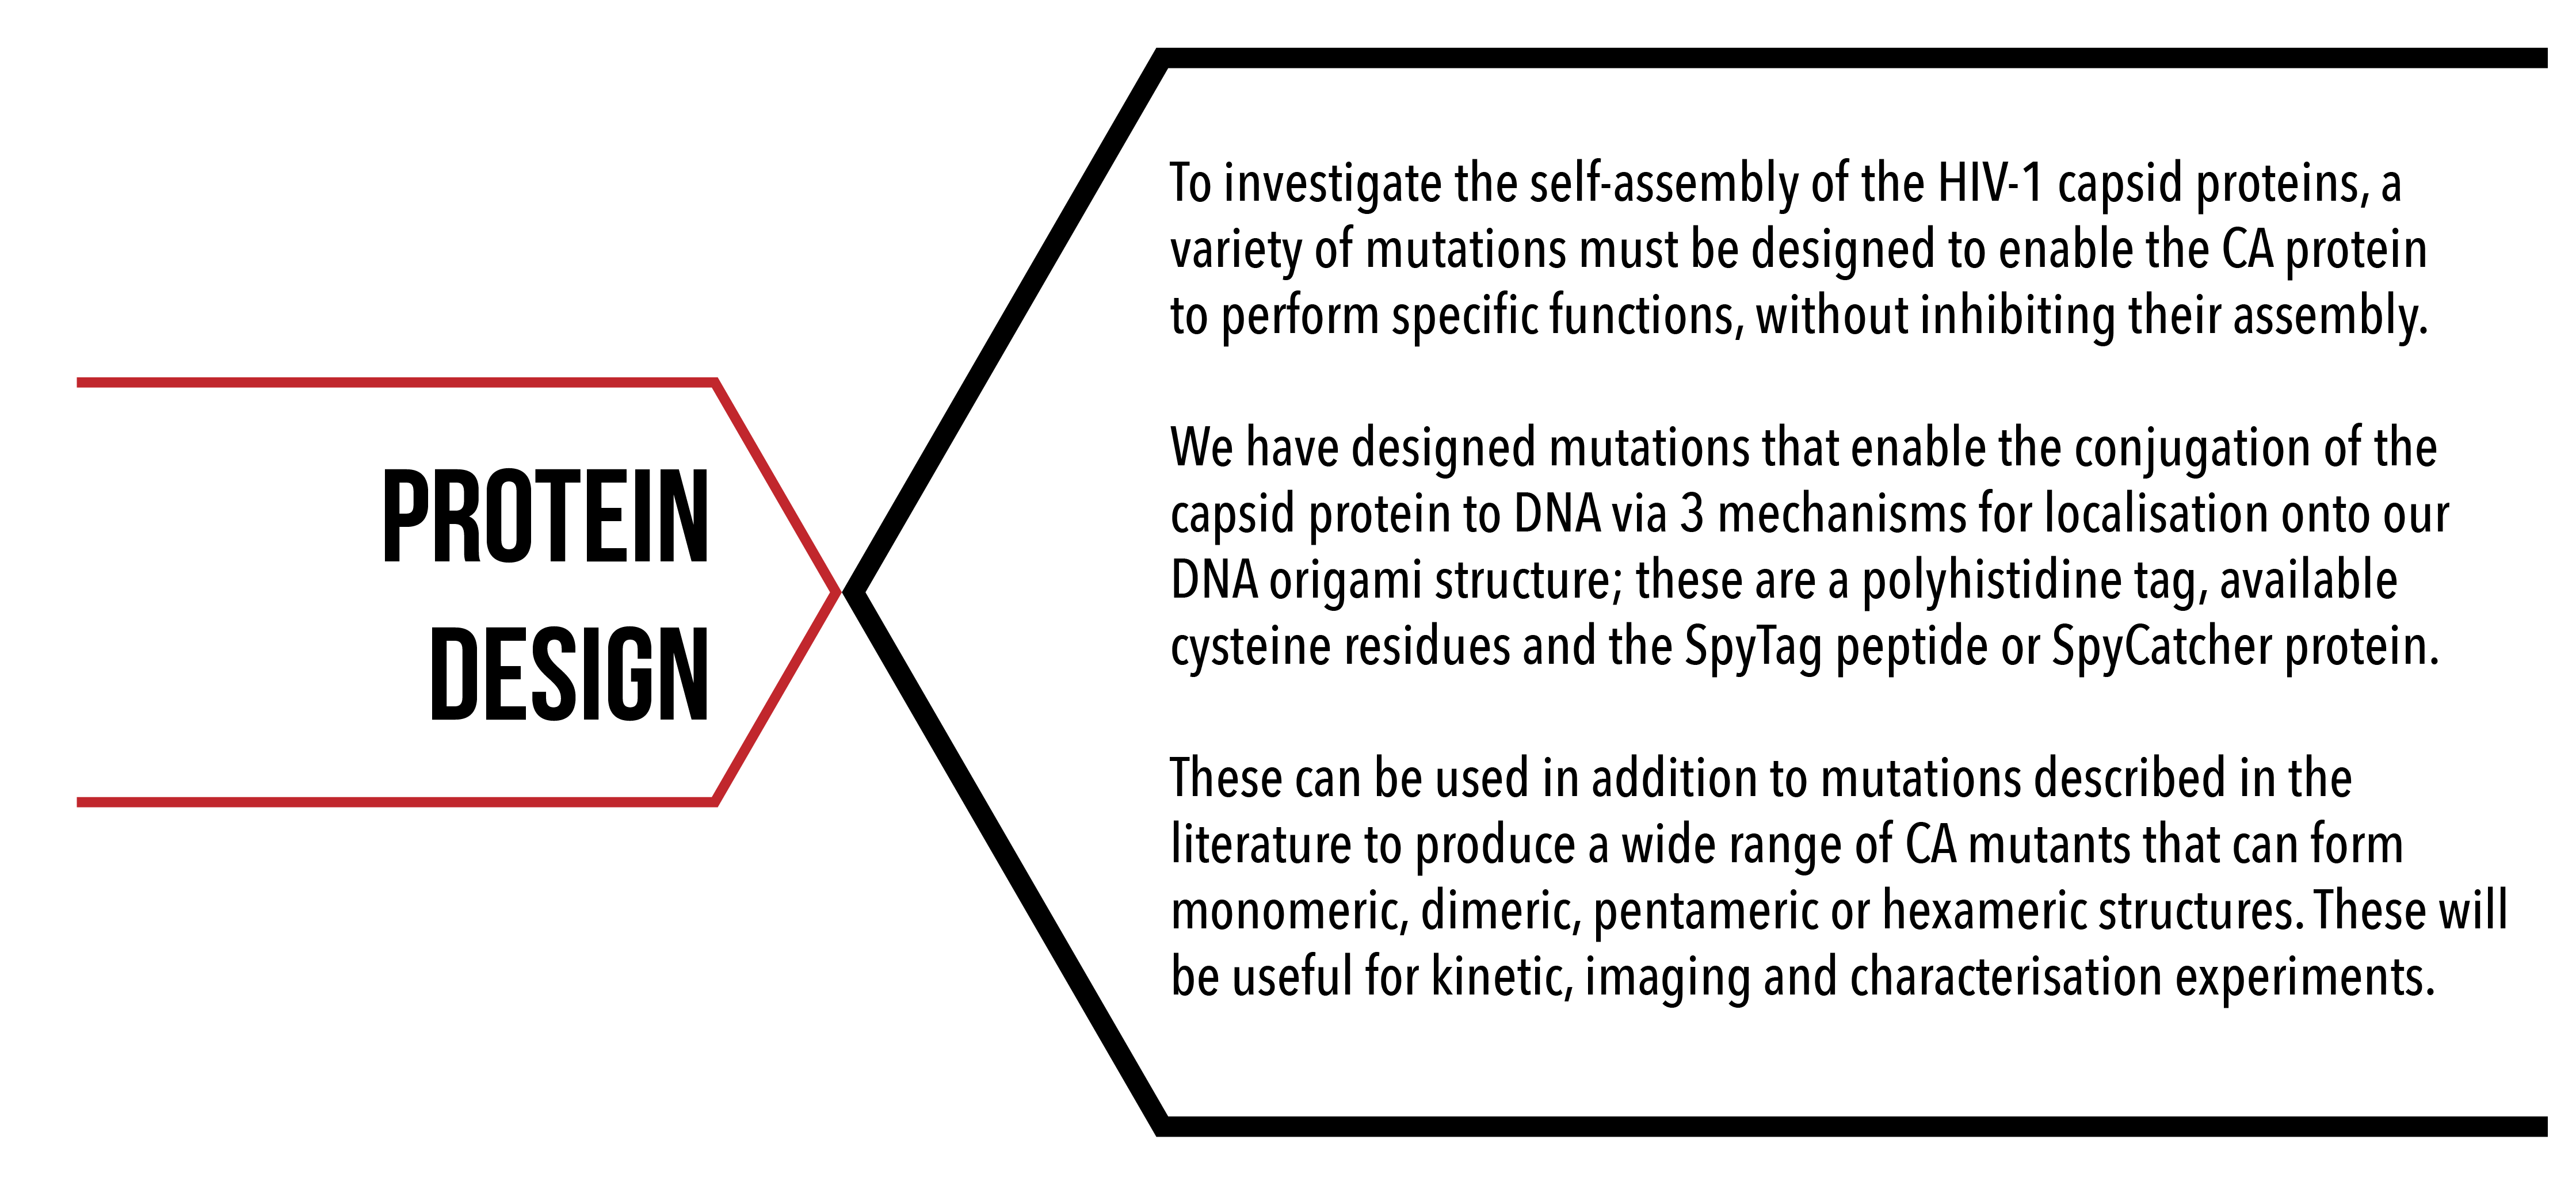 PROTEIN
DESIGN
To investigate the self-assembly of the HIV-1 capsid proteins, a
variety of mutations must be designed to enable the CA protein
to perform specific functions, without inhibiting their assembly.
We have designed mutations that enable the conjugation of the
capsid protein to DNA via 3 mechanisms for localisation onto our
DNA origami structure; these are a polyhistidine tag, available
cysteine residues and the SpyTag peptide or SpyCatcher protein.
These can be used in addition to mutations described in the
literature to produce a wide range of CA mutants that can form
monomeric, dimeric, pentameric or hexameric structures. These will
be useful for kinetic, imaging and characterisation experiments.